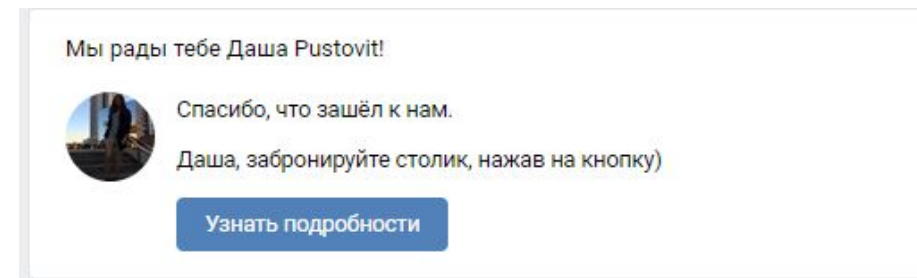 Мы рады тебе Даша Pustovit!
Спасибо, что зашёл к нам.
Даша, забронируйте столик, нажав на кнопку)
Узнать подробности